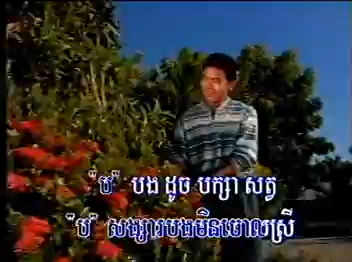 "ប" បង ដូច បក្សា សត្វ
"ប" សង្សារបងមិនចោលស្រី